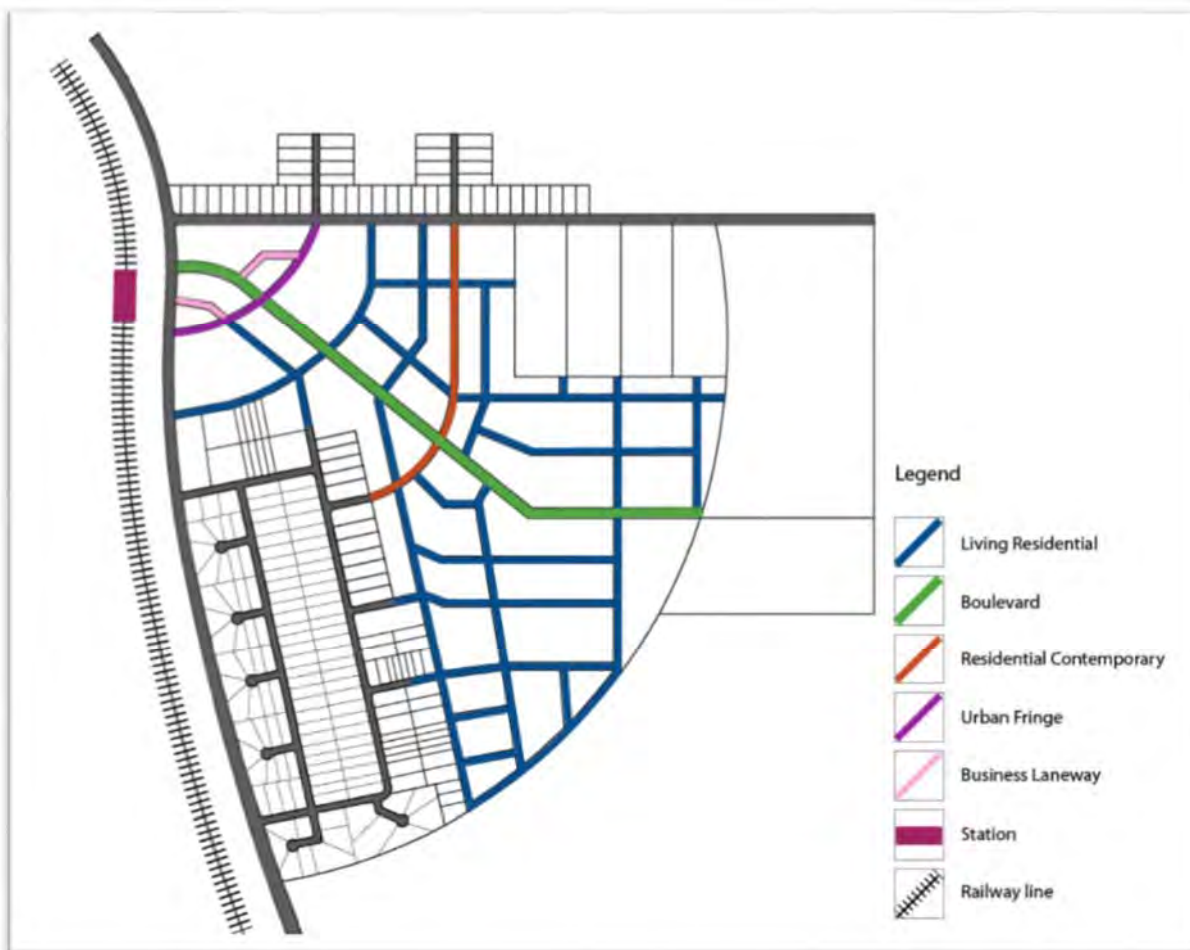 Legend
Living Residential
Boulevard
Residential Contemporary
Urban Fringe
Business Laneway
Station
Railway line